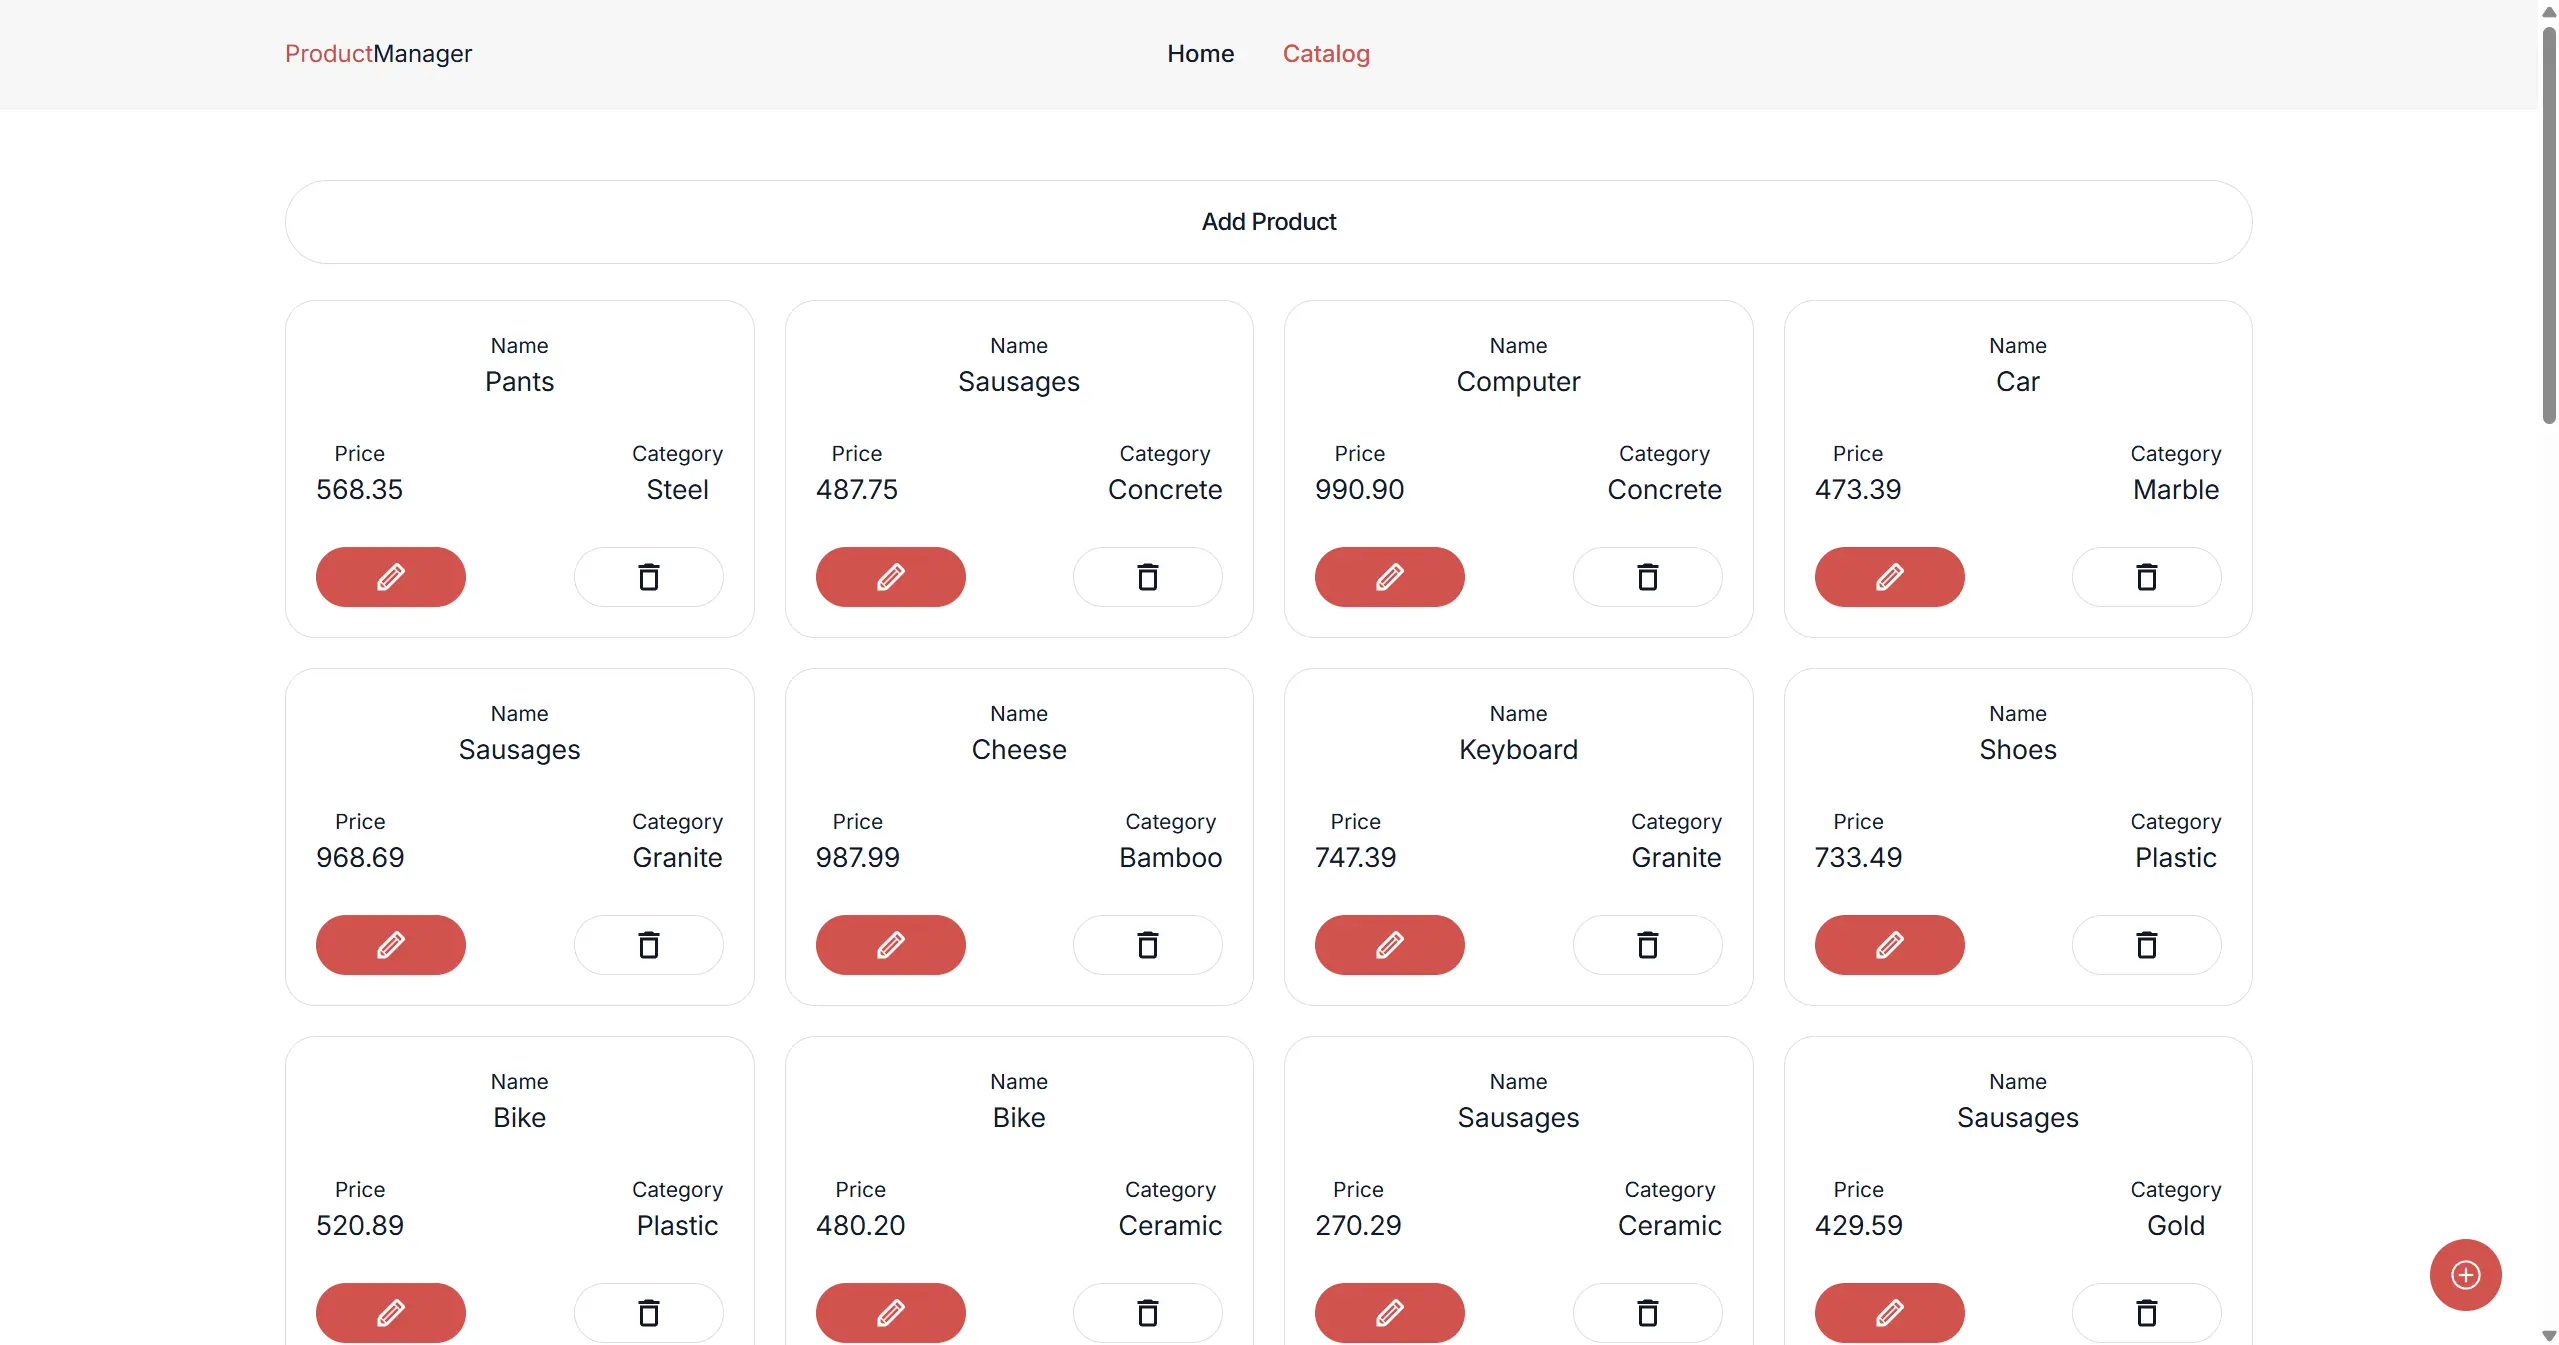 ProductManager
Home Catalog
Add Product
Name
Pants
Price Category
568.35 Steel
Name
Sausages
Price Category
487.75 Concrete
Name
Computer
Price Category
990.90 Concrete
Name
Car
Price Category
473.39 Marble
Name
Sausages
Price Category
968.69 Granite
Name
Cheese
Price Category
987.99 Bamboo
Name
Keyboard
Price Category
747.39 Granite
Name
Shoes
Price Category
733.49 Plastic
Name
Bike
Price Category
520.89 Plastic
Name
Bike
Price Category
480.20 Ceramic
Name
Sausages
Price Category
270.29 Ceramic
Name
Sausages
Price Category
429.59 Gold